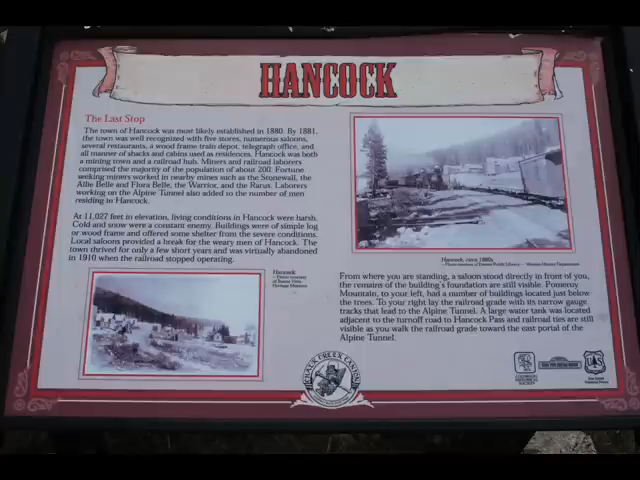 HANCOCK
The Last Stop
The town of Hancock was most likely established in 1880. By 1881,
the town was well recognized with five stores, numerous saloons,
several restaurants, a wood frame train depot, telegraph office, and
all manner of shacks and cabins used as residences. Hancock was both
a mining town and a railroad hub. Miners and railroad laborers
comprised the majority of the population of about 200. Fortune
seeking miners worked in nearby mines such as the Stonewall, the
Allie Belle and Flora Belle, the Warrior, and the Rarus. Laborers
working on the Alpine Tunnel also added to the number of men
residing in Hancock.
At 11,027 feet in elevation, living conditions in Hancock were harsh.
Cold and snow were a constant enemy. Buildings were of simple log
or wood frame and offered some shelter from the severe conditions.
Local saloons provided a break for the weary men of Hancock. The
town thrived for only a few short years and was virtually abandoned
in 1910 when the railroad stopped operating.
Hancock
Hancock, circa 1880s
From where you are standing, a saloon stood directly in front of you,
the remains of the building's foundation are still visible. Pomeroy
Mountain, to your left, had a number of buildings located just below
the trees. To your right lay the railroad grade with its narrow gauge
tracks that lead to the Alpine Tunnel. A large water tank was located
adjacent to the turnoff road to Hancock Pass and railroad ties are still
visible as you walk the railroad grade toward the east portal of the
Alpine Tunnel.
CHALK CREEK CANYON
UAS